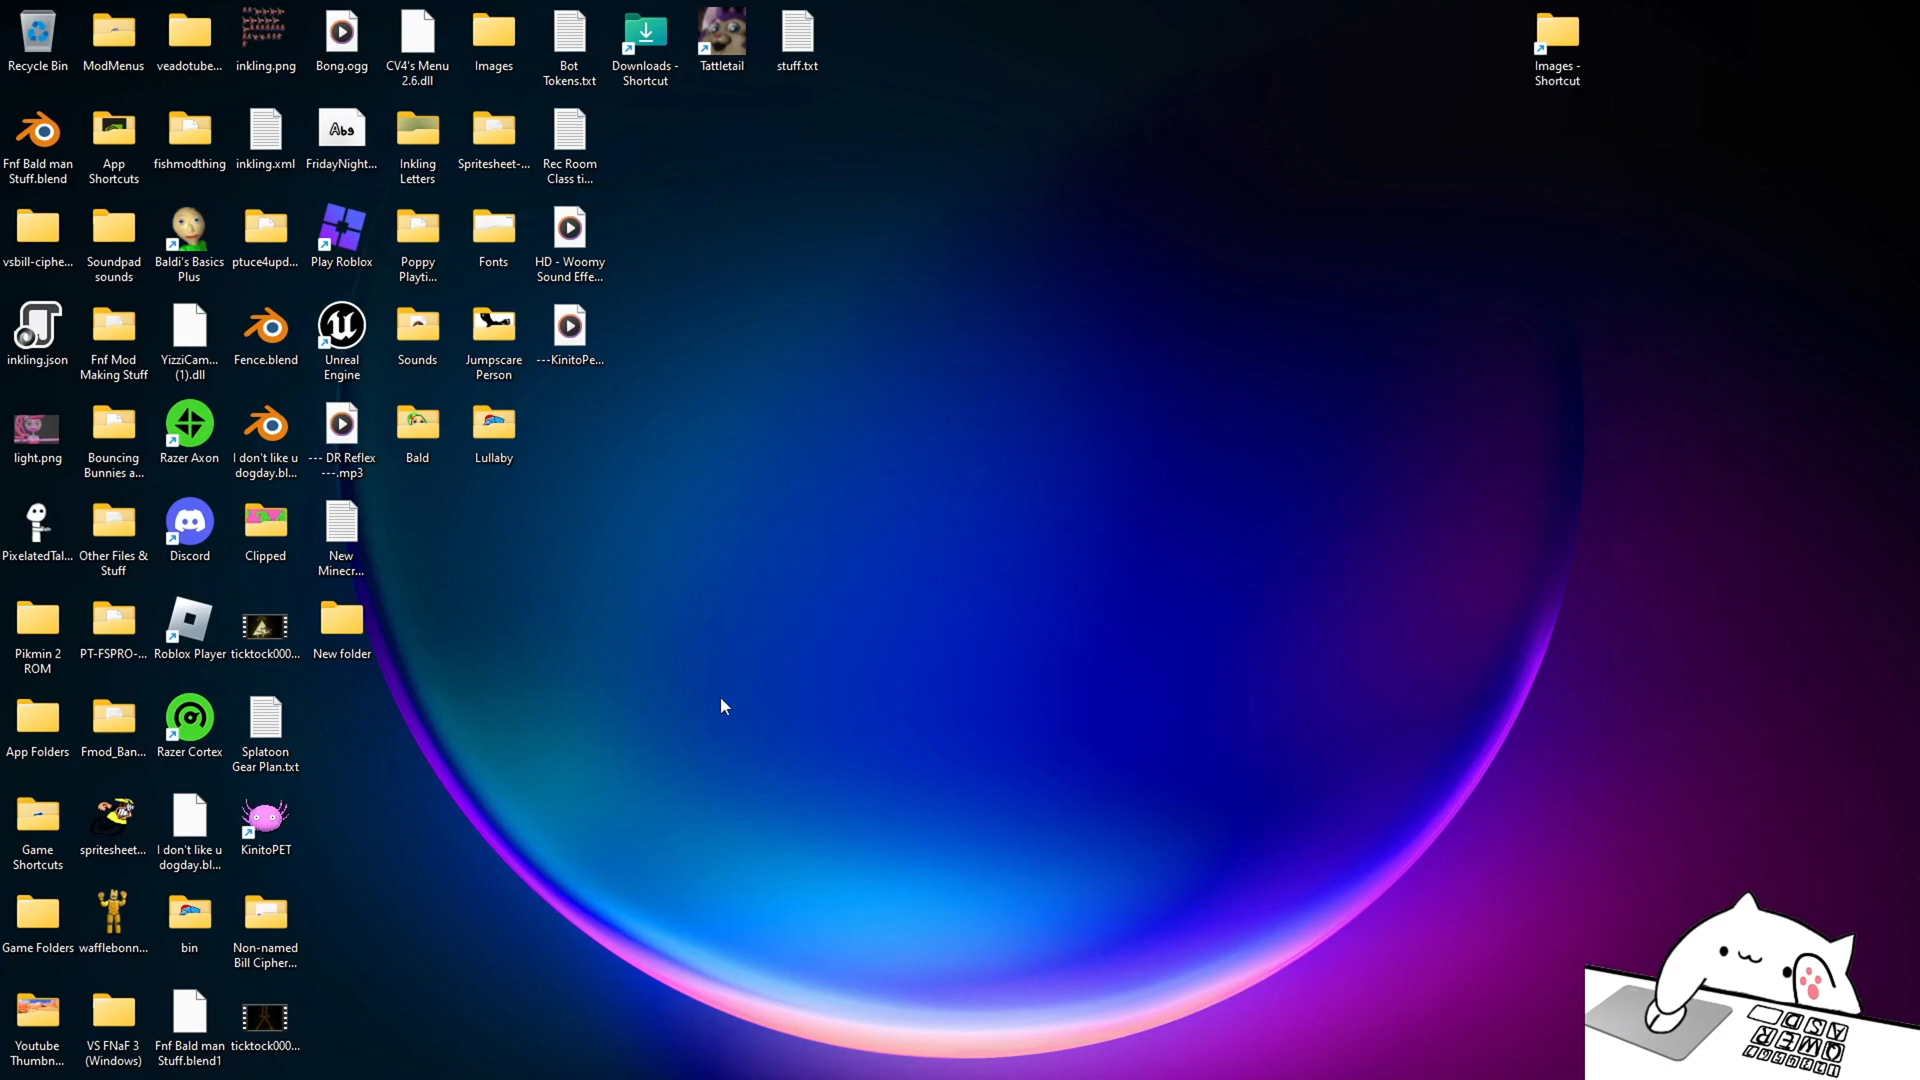 Recycle Bin
ModMenus
veadotube...
inkling.png
Bong.ogg
CV4's Menu
2.6.dll
Images
Bot
Tokens.txt
Downloads -
Shortcut
Tattletail
stuff.txt
Images -
Shortcut
Fnf Bald man
Stuff.blend
App
Shortcuts
fishmodthing
inkling.xml
Abg
FridayNight...
Inkling
Letters
Spritesheet-...
Rec Room
Class ti...
vsbill-ciphe...
Soundpad
sounds
Baldi's Basics
Plus
ptuce4upd...
Play Roblox
Poppy
Playti...
Fonts
HD - Woomy
Sound Effe...
inkling.json
Fnf Mod
Making Stuff
YizziCam...
(1).dll
Fence.blend
Unreal
Engine
Sounds
Jumpscare
Person
---KinitoPe...
light.png
Bouncing
Bunnies a...
Razer Axon
I don't like u
dogday.bl...
--- DR Reflex
---.mp3
Bald
Lullaby
PixelatedTal...
Other Files &
Stuff
Discord
Clipped
New
Minecr...
Pikmin 2
ROM
PT-FSPRO-...
Roblox Player
ticktock000...
New folder
App Folders
Fmod_Ban...
Razer Cortex
Splatoon
Gear Plan.txt
Game
Shortcuts
spritesheet...
I don't like u
dogday.bl...
KinitoPET
Game Folders
wafflebonn...
bin
Non-named
Bill Cipher...
Youtube
Thumbn...
VS FNaF 3
(Windows)
Fnf Bald man
Stuff.blend1
ticktock000...